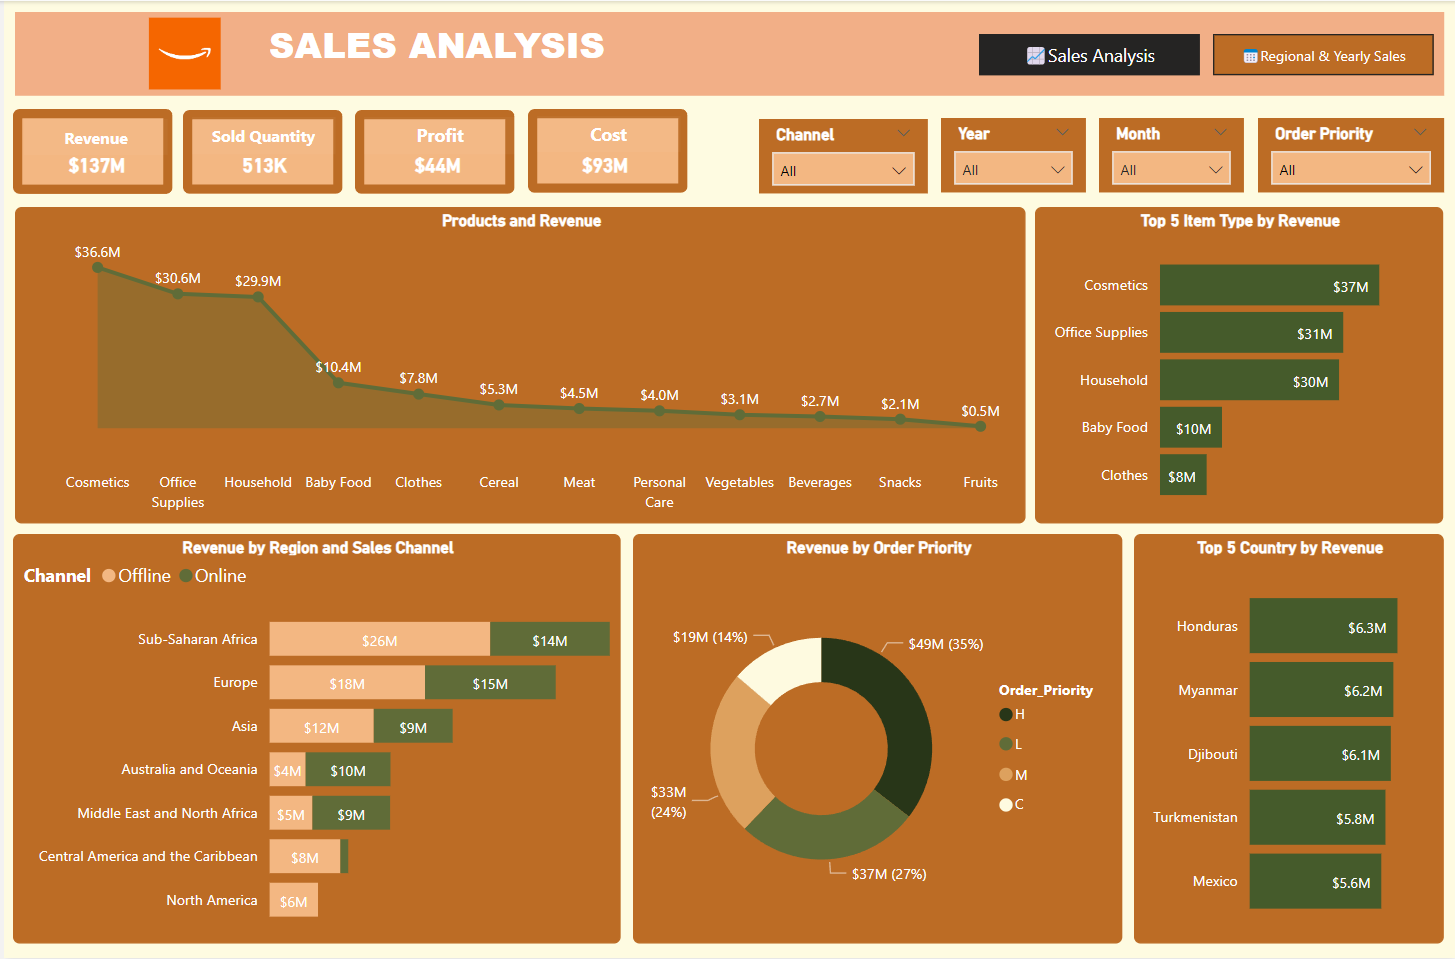 SALES ANALYSIS
Sales Analysis
Regional & Yearly Sales
Revenue
$137M
Sold Quantity
513K
Profit
$44M
Cost
$93M
Channel
All
Year
All
Month
All
Order Priority
All
Products and Revenue
$36.6M
$30.6M
$29.9M
$10.4M
$7.8M
$5.3M
$4.5M
$4.0M
$3.1M
$2.7M
$2.1M
$0.5M
Cosmetics
Office
Supplies
Household
Baby Food
Clothes
Cereal
Meat
Personal
Care
Vegetables
Beverages
Snacks
Fruits
Top 5 Item Type by Revenue
Cosmetics $37M
Office Supplies $31M
Household $30M
Baby Food $10M
Clothes $8M
Revenue by Region and Sales Channel
Channel Offline Online
Sub-Saharan Africa $26M $14M
Europe $18M $15M
Asia $12M $9M
Australia and Oceania $4M $10M
Middle East and North Africa $5M $9M
Central America and the Caribbean $8M
North America $6M
Revenue by Order Priority
$19M (14%)
$49M (35%)
$33M
(24%)
$37M (27%)
Order_Priority
H
L
M
C
Top 5 Country by Revenue
Honduras $6.3M
Myanmar $6.2M
Djibouti $6.1M
Turkmenistan $5.8M
Mexico $5.6M